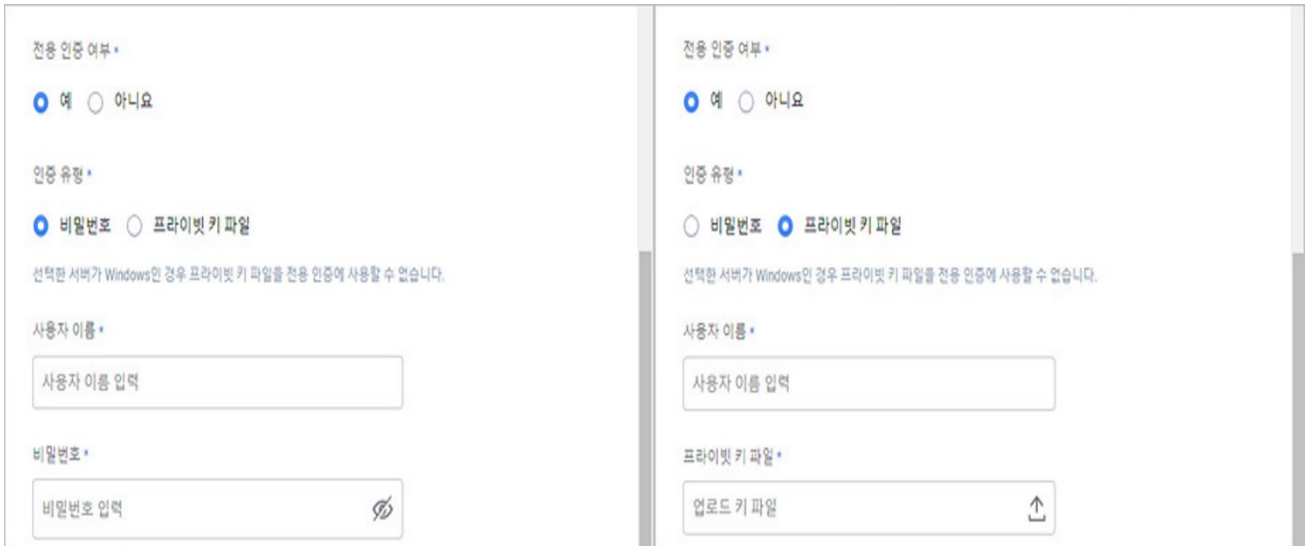 전용 인증 여부 *
예 아니요
인증 유형 *
비밀번호 프라이빗 키 파일
선택한 서버가 Windows인 경우 프라이빗 키 파일을 전용 인증에 사용할 수 없습니다.
사용자 이름 *
사용자 이름 입력
비밀번호 *
비밀번호 입력
전용 인증 여부 *
예 아니요
인증 유형 *
비밀번호 프라이빗 키 파일
선택한 서버가 Windows인 경우 프라이빗 키 파일을 전용 인증에 사용할 수 없습니다.
사용자 이름 *
사용자 이름 입력
프라이빗 키 파일 *
업로드 키 파일